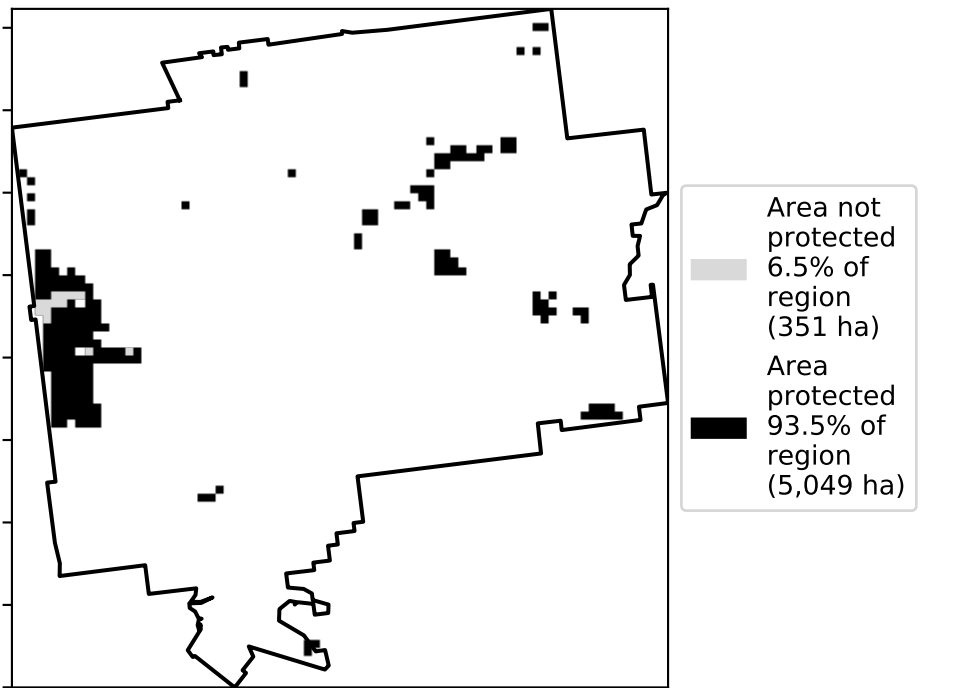 Area not
protected
6.5% of
region
(351 ha)
Area
protected
93.5% of
region
(5,049 ha)